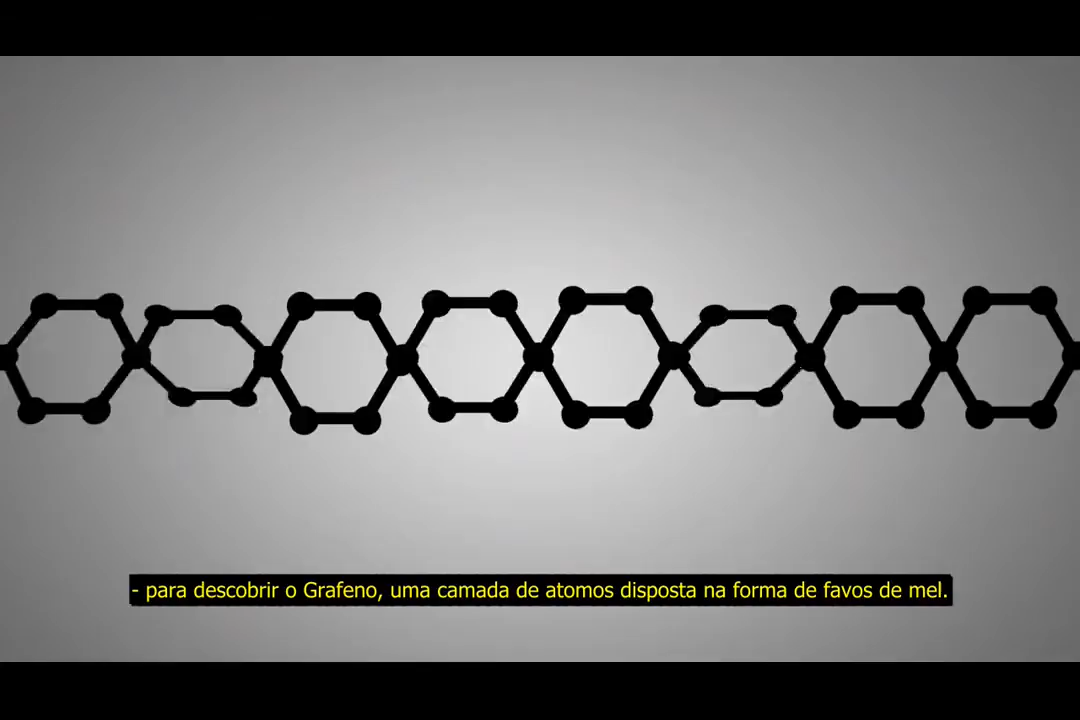 - para descobrir o Grafeno, uma camada de atomos disposta na forma de favos de mel.